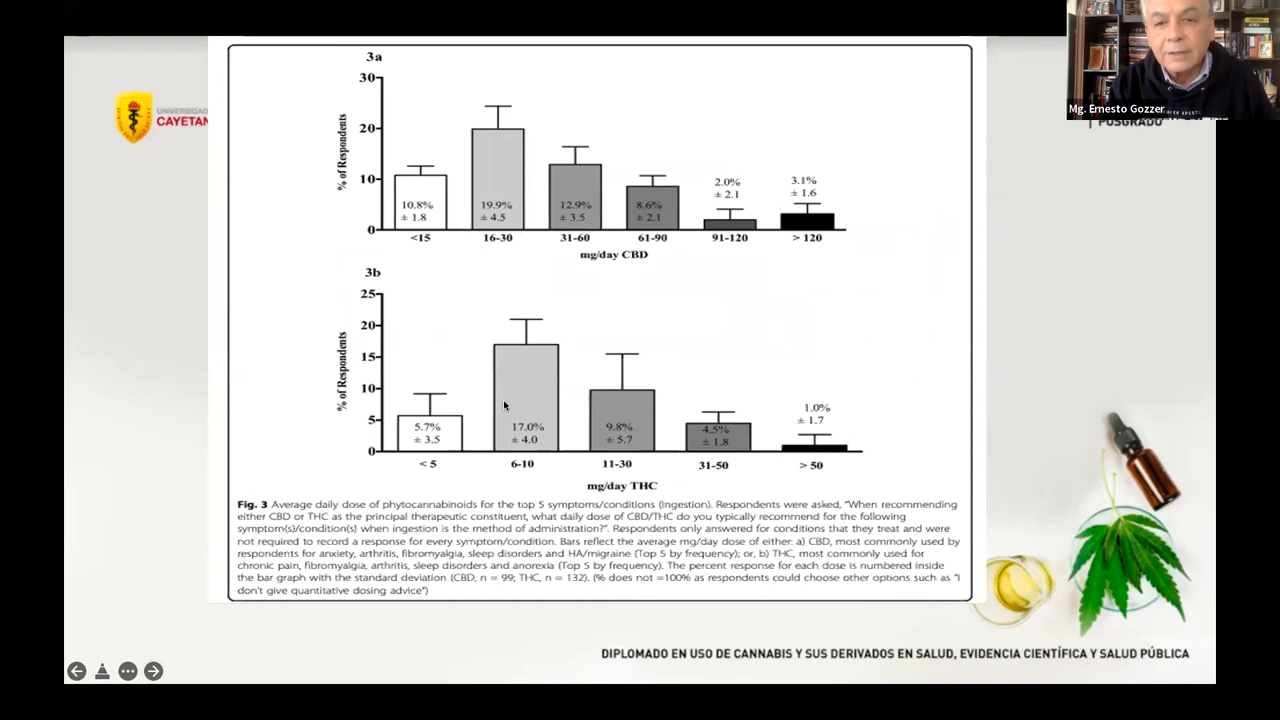 3a
30
20
10
0
% of Respondents
10.8%
± 1.8
19.9%
± 4.5
12.9%
± 3.5
8.6%
± 2.1
2.0%
± 2.1
3.1%
± 1.6
<15
16-30
31-60
61-90
91-120
> 120
mg/day CBD
3b
25
20
15
10
5
0
% of Respondents
5.7%
± 3.5
17.0%
± 4.0
9.8%
± 5.7
4.5%
± 1.8
1.0%
± 1.7
< 5
6-10
11-30
31-50
> 50
mg/day THC
Fig. 3 Average daily dose of phytocannabinoids for the top 5 symptoms/conditions (Ingestion). Respondents were asked, “When recommending
either CBD or THC as the principal therapeutic constituent, what daily dose of CBD/THC do you typically recommend for the following
symptom(s)/condition(s) when ingestion is the method of administration?”. Respondents only answered for conditions that they treat and were
not required to record a response for every symptom/condition. Bars reflect the average mg/day dose of either: a) CBD, most commonly used by
respondents for anxiety, arthritis, fibromyalgia, sleep disorders and HA/migraine (Top 5 by frequency); or, b) THC, most commonly used for
chronic pain, fibromyalgia, arthritis, sleep disorders and anorexia (Top 5 by frequency). The percent response for each dose is numbered inside
the bar graph with the standard deviation (CBD, n = 99; THC, n = 132). (% does not =100% as respondents could choose other options such as “I
don't give quantitative dosing advice”)
UNIVERSIDAD
CAYETAN
Mg. Ernesto Gozzer
POSGRADO
DIPLOMADO EN USO DE CANNABIS Y SUS DERIVADOS EN SALUD, EVIDENCIA CIENTÍFICA Y SALUD PÚBLICA